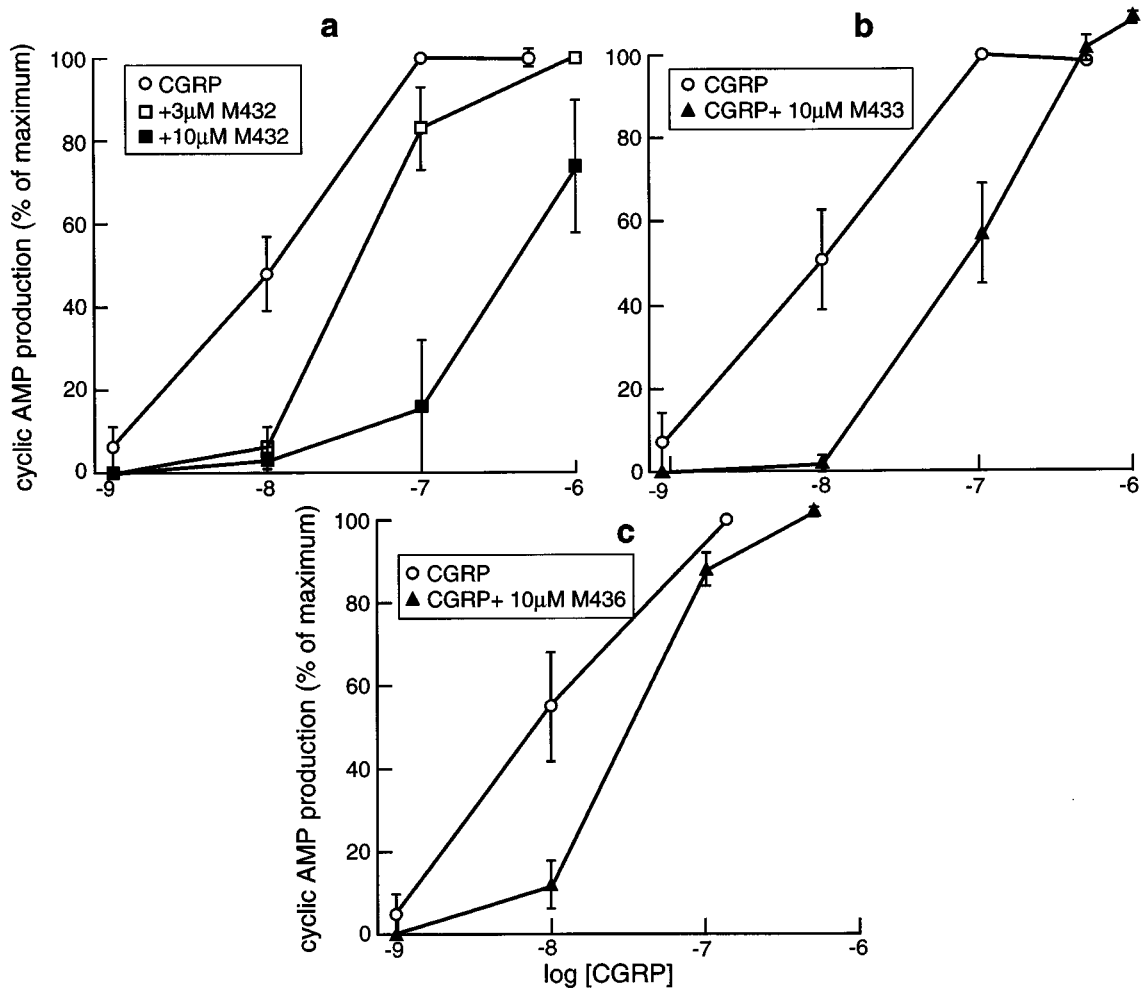 a
cyclic AMP production (% of maximum)
100
80
60
40
20
0
CGRP
+3µM M432
+10µM M432
-9
-8
-7
-6
b
100
80
60
40
20
0
CGRP
CGRP+ 10µM M433
-9
-8
-7
-6
c
cyclic AMP production (% of maximum)
100
80
60
40
20
0
CGRP
CGRP+ 10µM M436
-9
-8
-7
-6
log [CGRP]